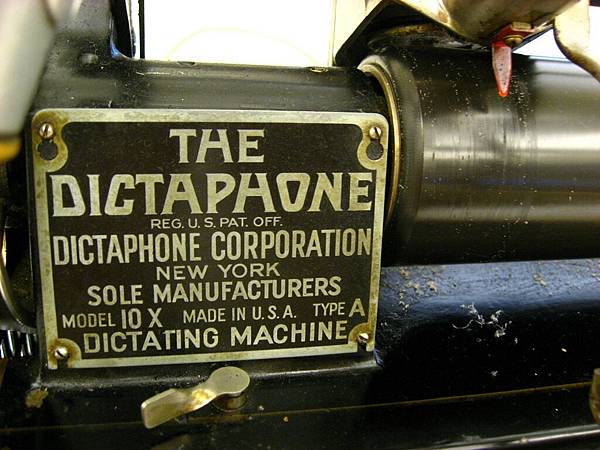 THE
DICTAPHONE
REG. U.S. PAT. OFF.
DICTAPHONE CORPORATION
NEW YORK
SOLE MANUFACTURERS
MODEL 10 X MADE IN U.S.A. TYPE A
DICTATING MACHINE